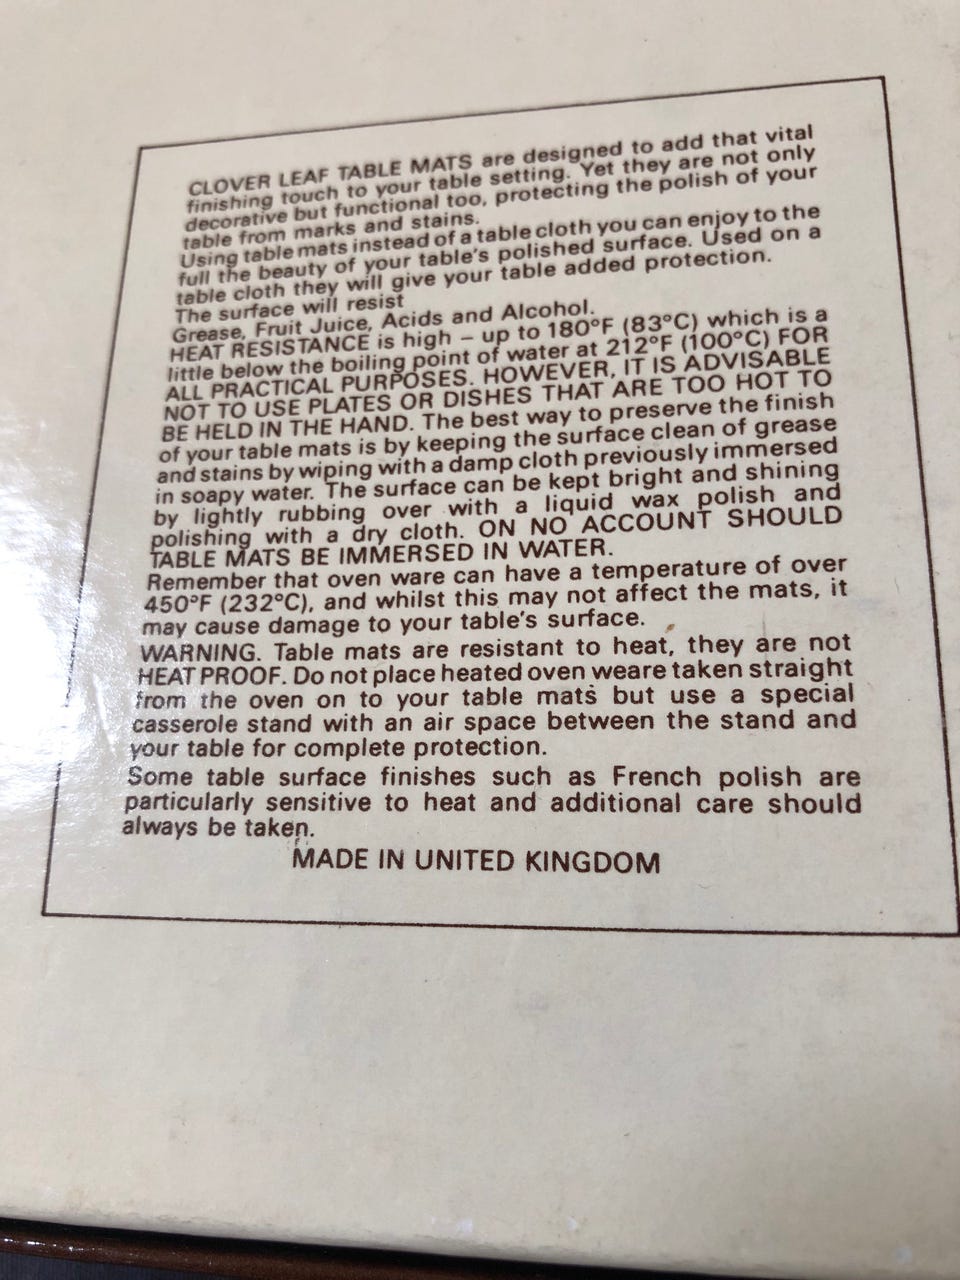 CLOVER LEAF TABLE MATS are designed to add that vital
finishing touch to your table setting. Yet they are not only
decorative but functional too, protecting the polish of your
table from marks and stains.
Using table mats instead of a table cloth you can enjoy to the
full the beauty of your table's polished surface. Used on a
table cloth they will give your table added protection.
The surface will resist
Grease, Fruit Juice, Acids and Alcohol.
HEAT RESISTANCE is high – up to 180°F (83°C) which is a
little below the boiling point of water at 212°F (100°C) FOR
ALL PRACTICAL PURPOSES. HOWEVER, IT IS ADVISABLE
NOT TO USE PLATES OR DISHES THAT ARE TOO HOT TO
BE HELD IN THE HAND. The best way to preserve the finish
of your table mats is by keeping the surface clean of grease
and stains by wiping with a damp cloth previously immersed
in soapy water. The surface can be kept bright and shining
by lightly rubbing over with a liquid wax polish and
polishing with a dry cloth. ON NO ACCOUNT SHOULD
TABLE MATS BE IMMERSED IN WATER.
Remember that oven ware can have a temperature of over
450°F (232°C), and whilst this may not affect the mats, it
may cause damage to your table's surface.
WARNING. Table mats are resistant to heat, they are not
HEAT PROOF. Do not place heated oven weare taken straight
from the oven on to your table mats but use a special
casserole stand with an air space between the stand and
your table for complete protection.
Some table surface finishes such as French polish are
particularly sensitive to heat and additional care should
always be taken.
MADE IN UNITED KINGDOM